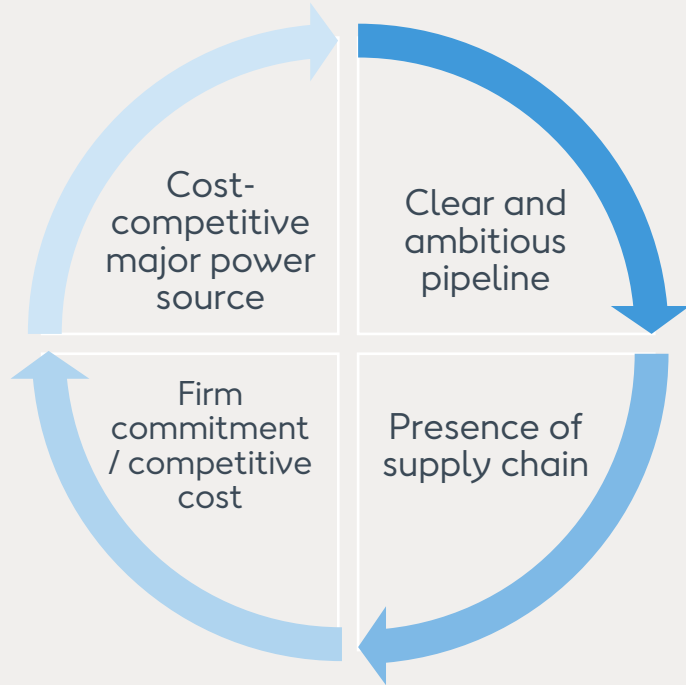 Cost-
competitive
major power
source
Clear and
ambitious
pipeline
Firm
commitment
/ competitive
cost
Presence of
supply chain